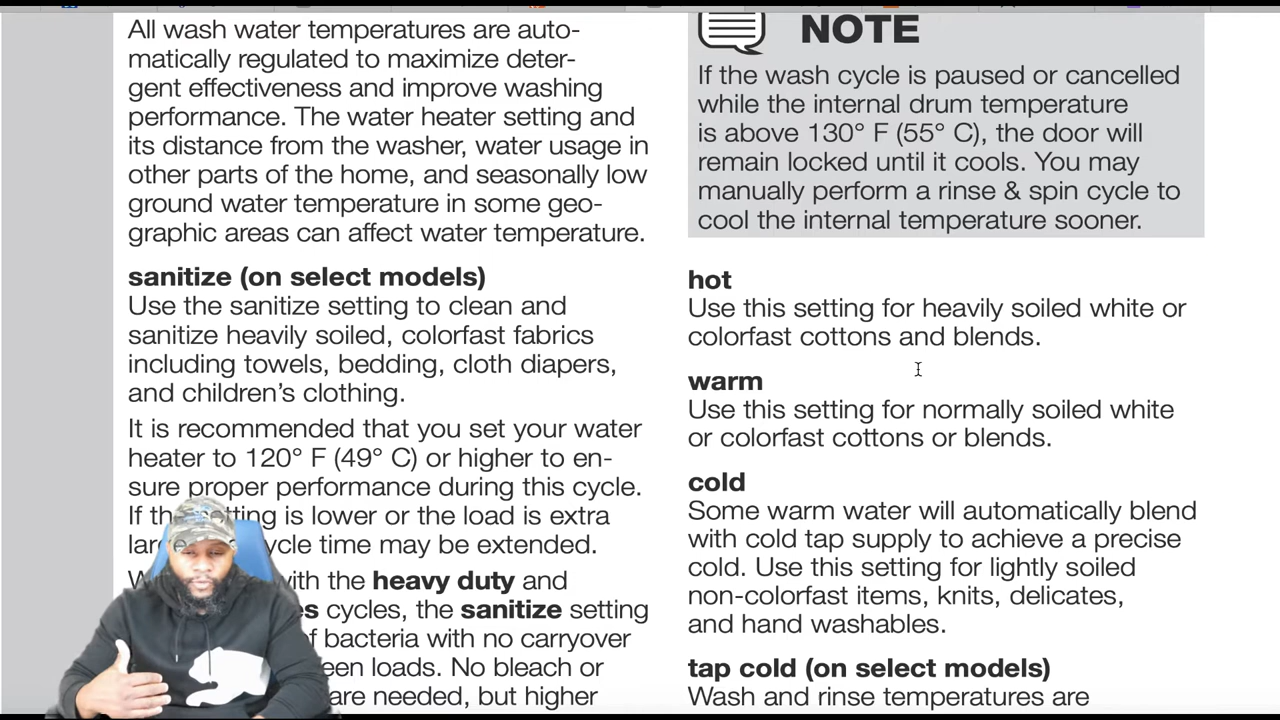 All wash water temperatures are auto-
matically regulated to maximize deter-
gent effectiveness and improve washing
performance. The water heater setting and
its distance from the washer, water usage in
other parts of the home, and seasonally low
ground water temperature in some geo-
graphic areas can affect water temperature.
sanitize (on select models)
Use the sanitize setting to clean and
sanitize heavily soiled, colorfast fabrics
including towels, bedding, cloth diapers,
and children's clothing.
It is recommended that you set your water
heater to 120° F (49° C) or higher to en-
sure proper performance during this cycle.
If the setting is lower or the load is extra
cycle time may be extended.
with the heavy duty and
cycles, the sanitize setting
of bacteria with no carryover
loads. No bleach or
are needed, but higher
NOTE
If the wash cycle is paused or cancelled
while the internal drum temperature
is above 130° F (55° C), the door will
remain locked until it cools. You may
manually perform a rinse & spin cycle to
cool the internal temperature sooner.
hot
Use this setting for heavily soiled white or
colorfast cottons and blends.
warm
Use this setting for normally soiled white
or colorfast cottons or blends.
cold
Some warm water will automatically blend
with cold tap supply to achieve a precise
cold. Use this setting for lightly soiled
non-colorfast items, knits, delicates,
and hand washables.
tap cold (on select models)
Wash and rinse temperatures are